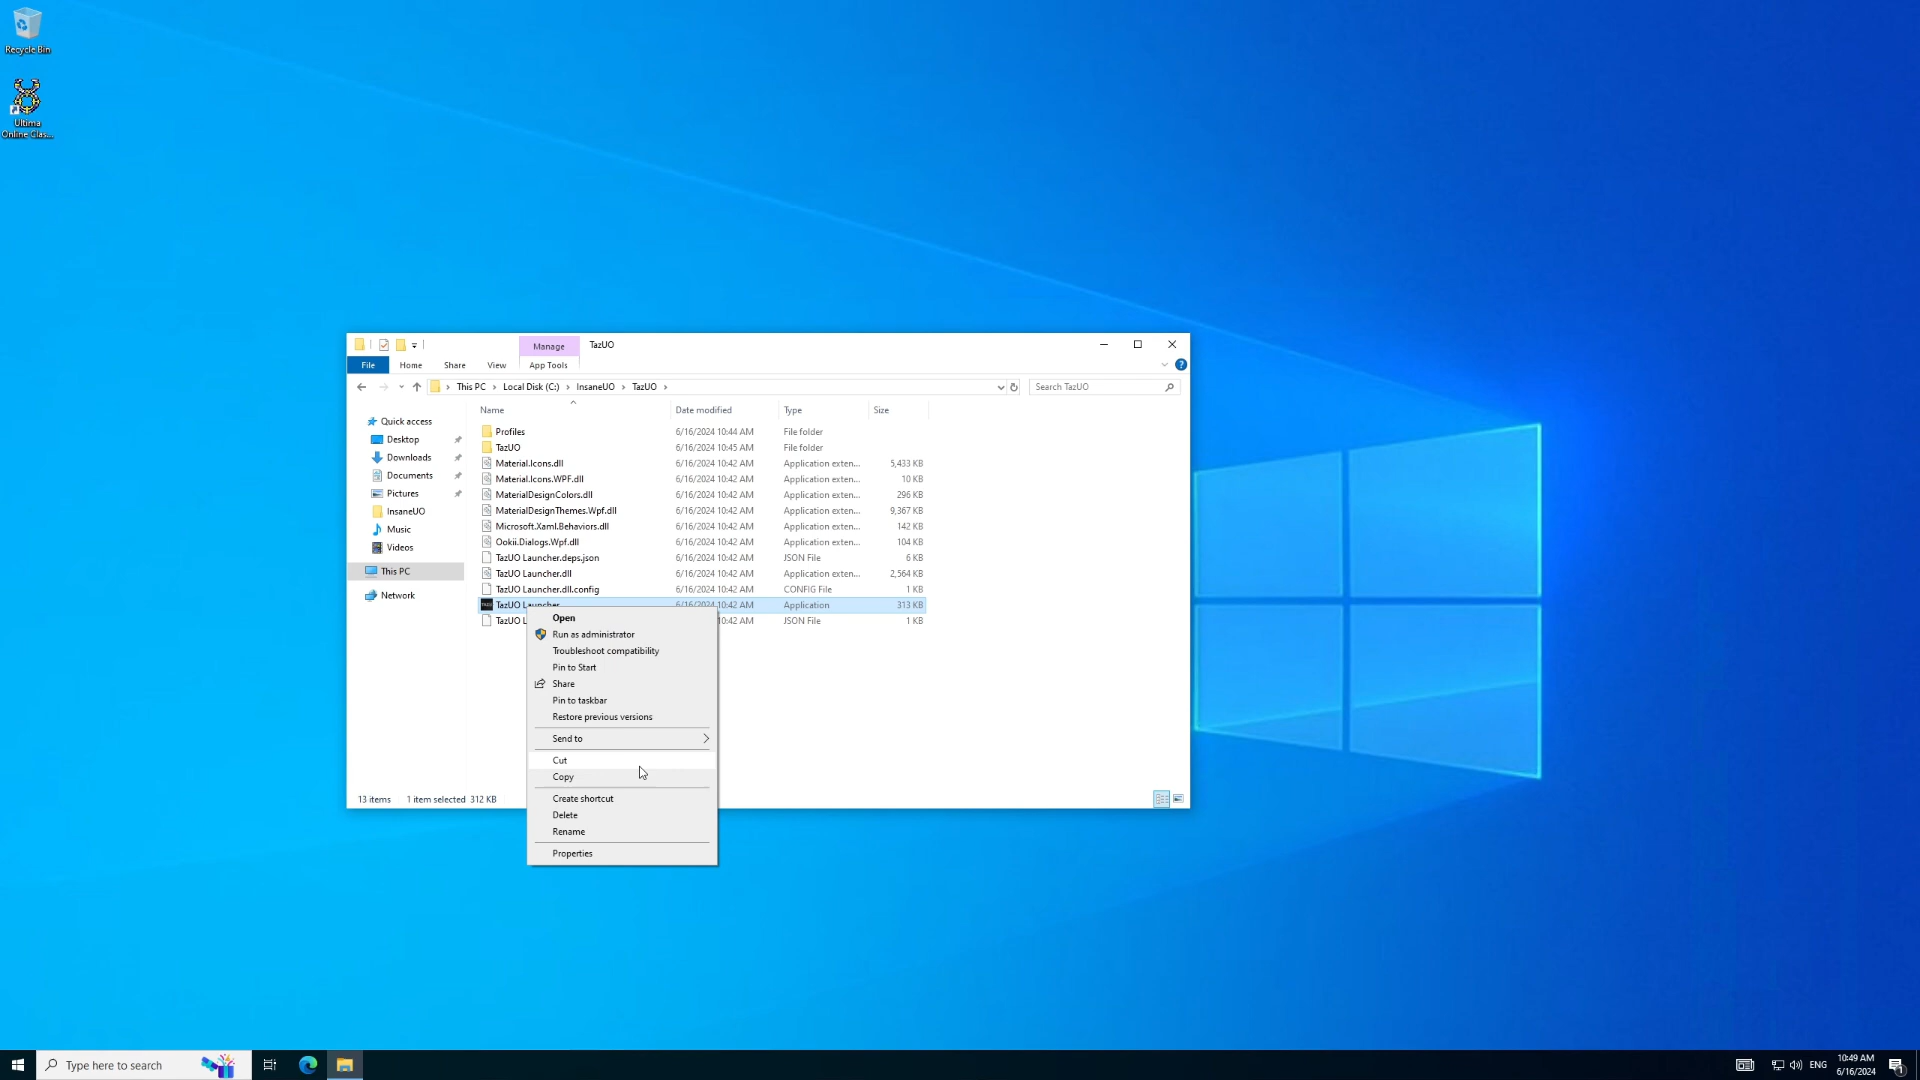 Recycle Bin
Ultima
Online Clas...
Manage
TazUO
File
Home
Share
View
App Tools
This PC
Local Disk (C:)
InsaneUO
TazUO
Search TazUO
Name
Date modified
Type
Size
Quick access
Desktop
Downloads
Documents
Pictures
InsaneUO
Music
Videos
This PC
Network
Profiles 6/16/2024 10:44 AM File folder
TazUO 6/16/2024 10:45 AM File folder
Material.Icons.dll 6/16/2024 10:42 AM Application exten... 5,433 KB
Material.Icons.WPF.dll 6/16/2024 10:42 AM Application exten... 10 KB
MaterialDesignColors.dll 6/16/2024 10:42 AM Application exten... 296 KB
MaterialDesignThemes.Wpf.dll 6/16/2024 10:42 AM Application exten... 9,367 KB
Microsoft.Xaml.Behaviors.dll 6/16/2024 10:42 AM Application exten... 142 KB
Ookii.Dialogs.Wpf.dll 6/16/2024 10:42 AM Application exten... 104 KB
TazUO Launcher.deps.json 6/16/2024 10:42 AM JSON File 6 KB
TazUO Launcher.dll 6/16/2024 10:42 AM Application exten... 2,564 KB
TazUO Launcher.dll.config 6/16/2024 10:42 AM CONFIG File 1 KB
TazUO Launcher 6/16/2024 10:42 AM Application 313 KB
TazUO L :42 AM JSON File 1 KB
Open
Run as administrator
Troubleshoot compatibility
Pin to Start
Share
Pin to taskbar
Restore previous versions
Send to
Cut
Copy
Create shortcut
Delete
Rename
Properties
13 items 1 item selected 312 KB
Type here to search
ENG
10:49 AM
6/16/2024
1